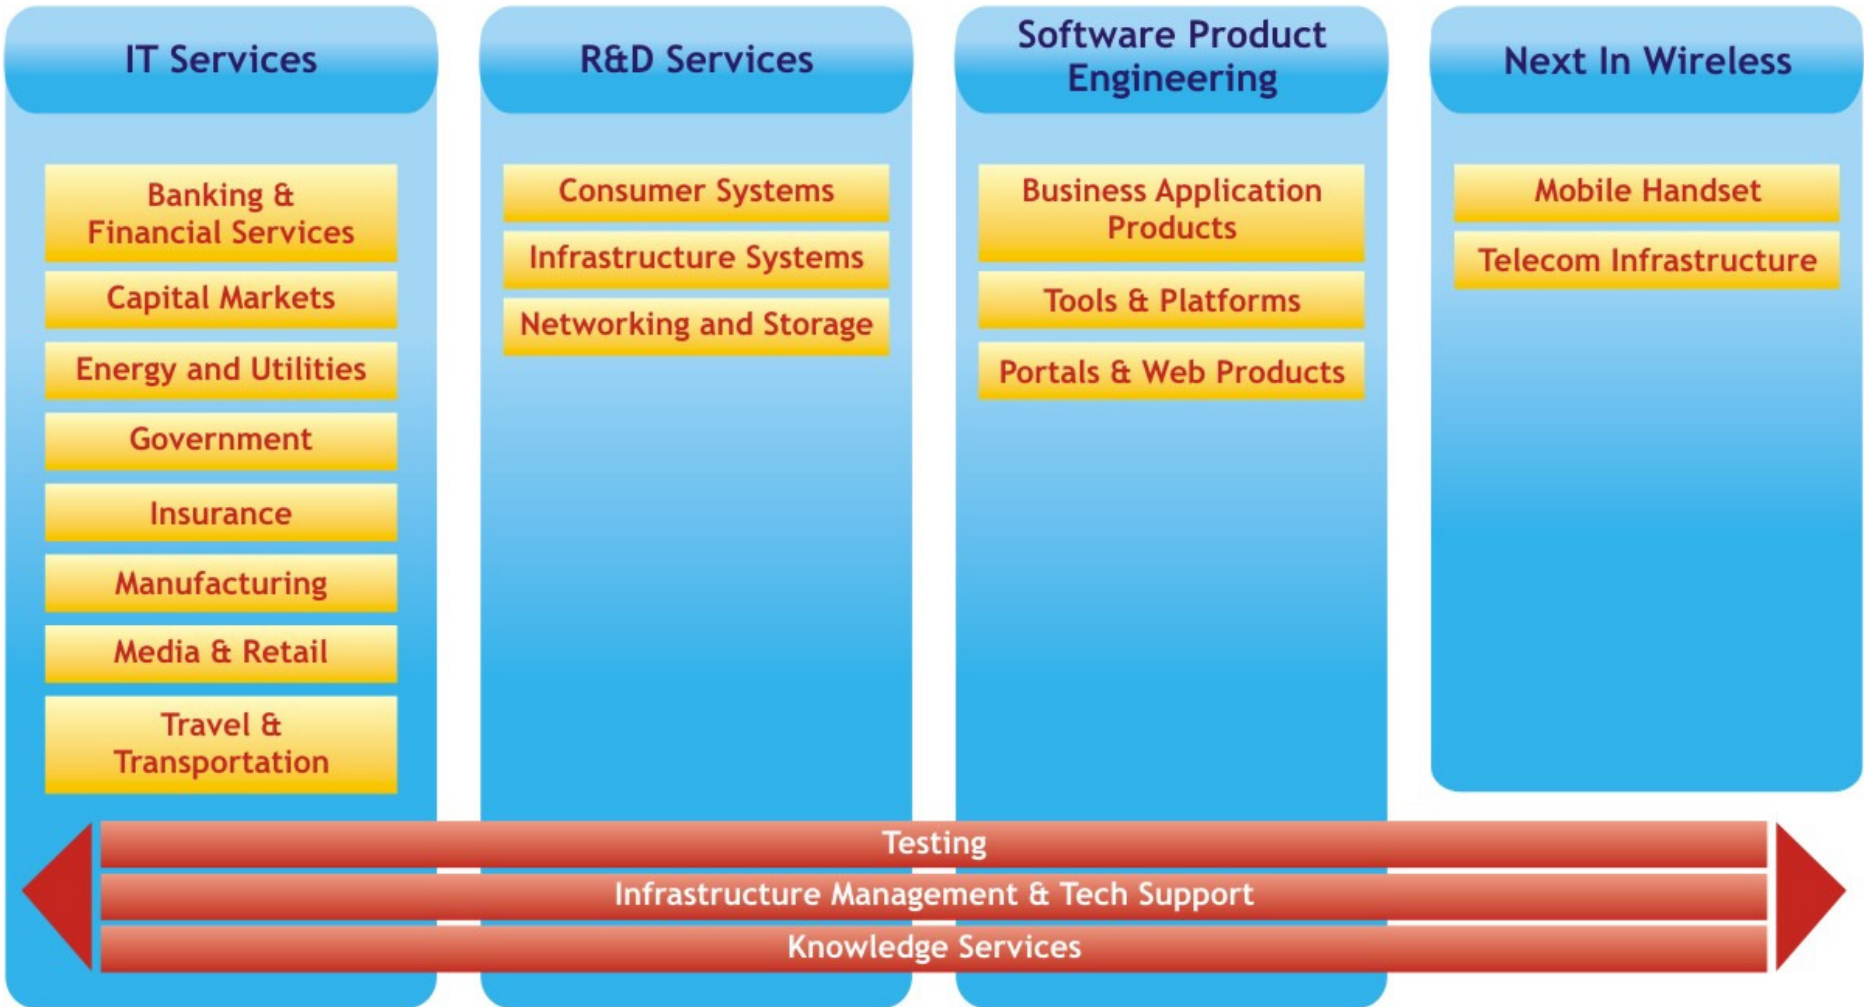 IT Services
Banking &
Financial Services
Capital Markets
Energy and Utilities
Government
Insurance
Manufacturing
Media & Retail
Travel &
Transportation
R&D Services
Consumer Systems
Infrastructure Systems
Networking and Storage
Software Product
Engineering
Business Application
Products
Tools & Platforms
Portals & Web Products
Next In Wireless
Mobile Handset
Telecom Infrastructure
Testing
Infrastructure Management & Tech Support
Knowledge Services